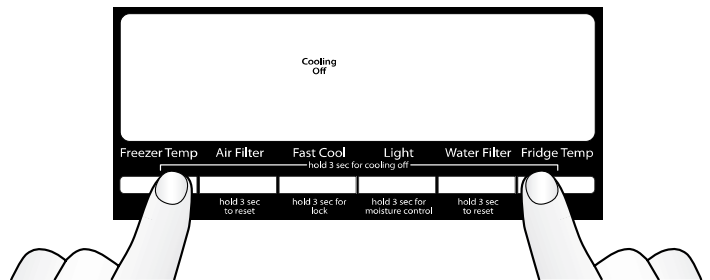 Cooling
Off
Freezer Temp Air Filter Fast Cool Light Water Filter Fridge Temp
hold 3 sec for cooling off
hold 3 sec
to reset
hold 3 sec for
lock
hold 3 sec for
moisture control
hold 3 sec
to reset